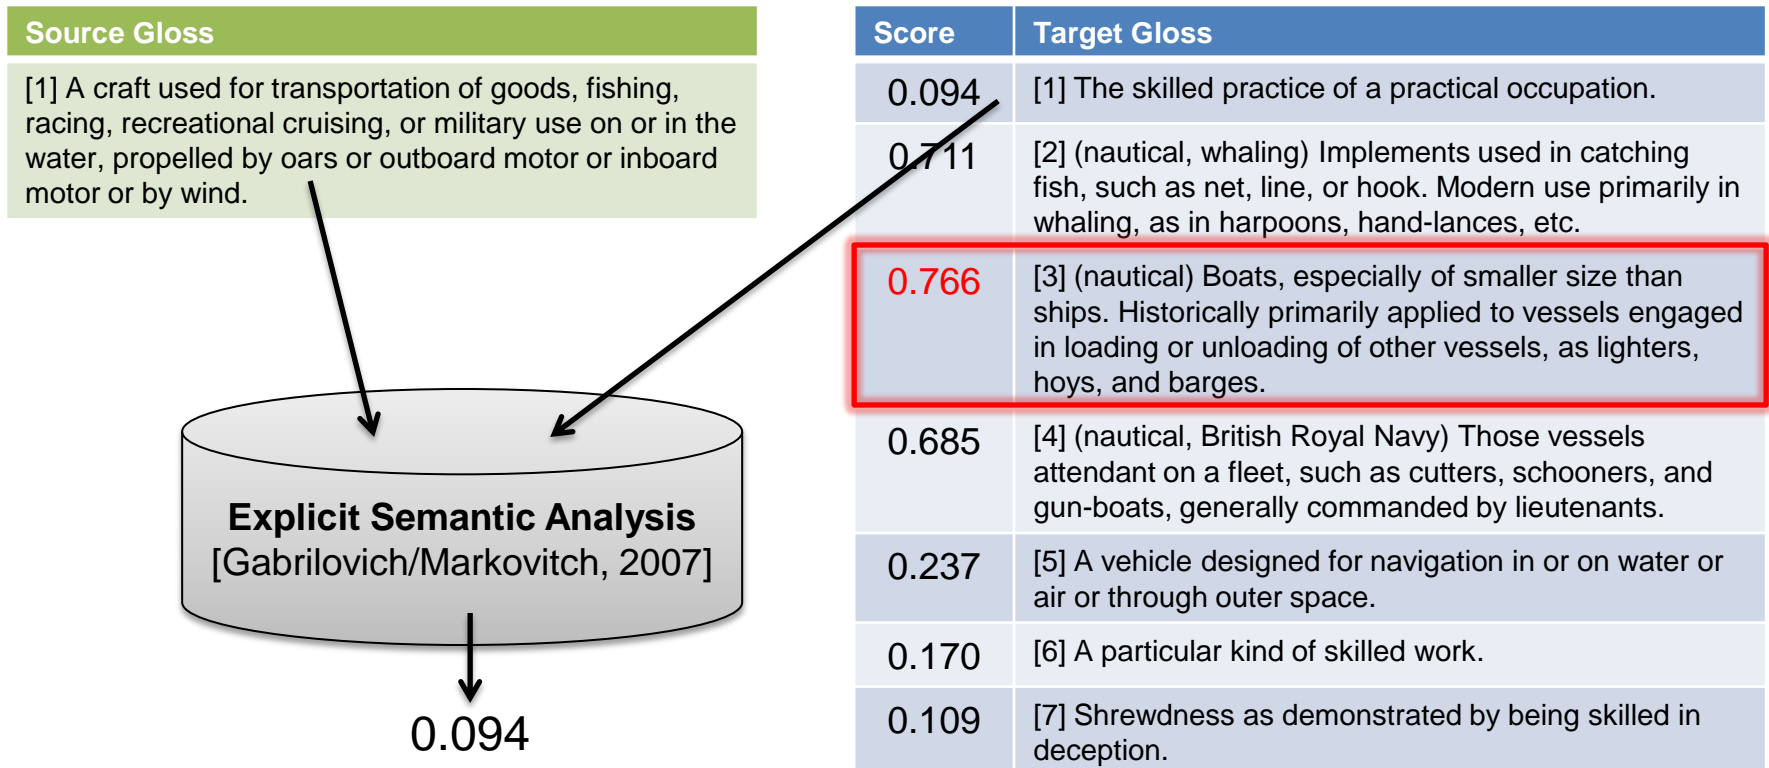 Source Gloss
[1] A craft used for transportation of goods, fishing,
racing, recreational cruising, or military use on or in the
water, propelled by oars or outboard motor or inboard
motor or by wind.
Explicit Semantic Analysis
[Gabrilovich/Markovitch, 2007]
0.094
Score Target Gloss
0.094 [1] The skilled practice of a practical occupation.
0.711 [2] (nautical, whaling) Implements used in catching
fish, such as net, line, or hook. Modern use primarily in
whaling, as in harpoons, hand-lances, etc.
0.766 [3] (nautical) Boats, especially of smaller size than
ships. Historically primarily applied to vessels engaged
in loading or unloading of other vessels, as lighters,
hoys, and barges.
0.685 [4] (nautical, British Royal Navy) Those vessels
attendant on a fleet, such as cutters, schooners, and
gun-boats, generally commanded by lieutenants.
0.237 [5] A vehicle designed for navigation in or on water or
air or through outer space.
0.170 [6] A particular kind of skilled work.
0.109 [7] Shrewdness as demonstrated by being skilled in
deception.